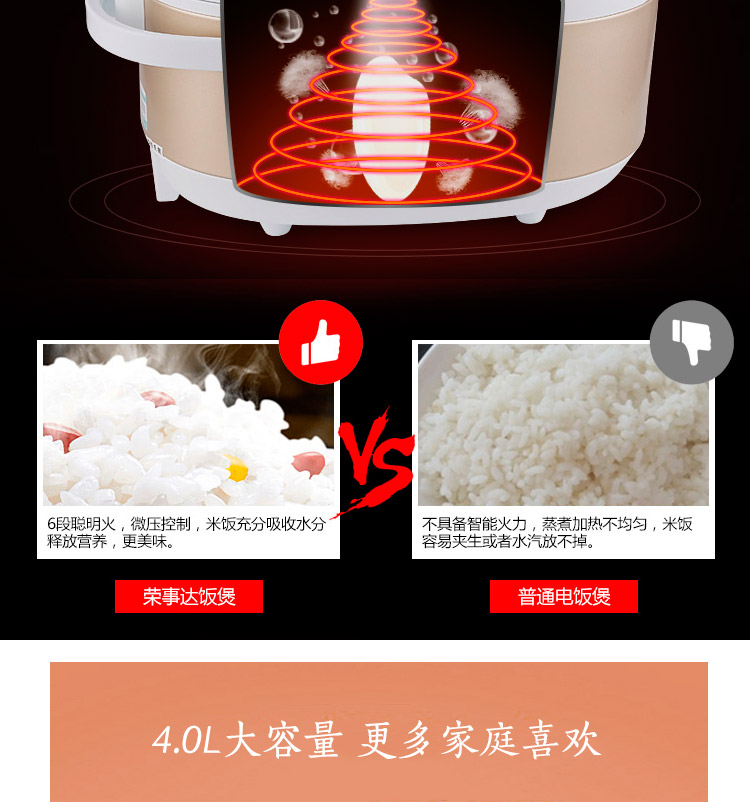 VS
6段聪明火，微压控制，米饭充分吸收水分
释放营养，更美味。
不具备智能火力，蒸煮加热不均匀，米饭
容易夹生或者水汽放不掉。
荣事达饭煲
普通电饭煲
4.0L大容量 更多家庭喜欢